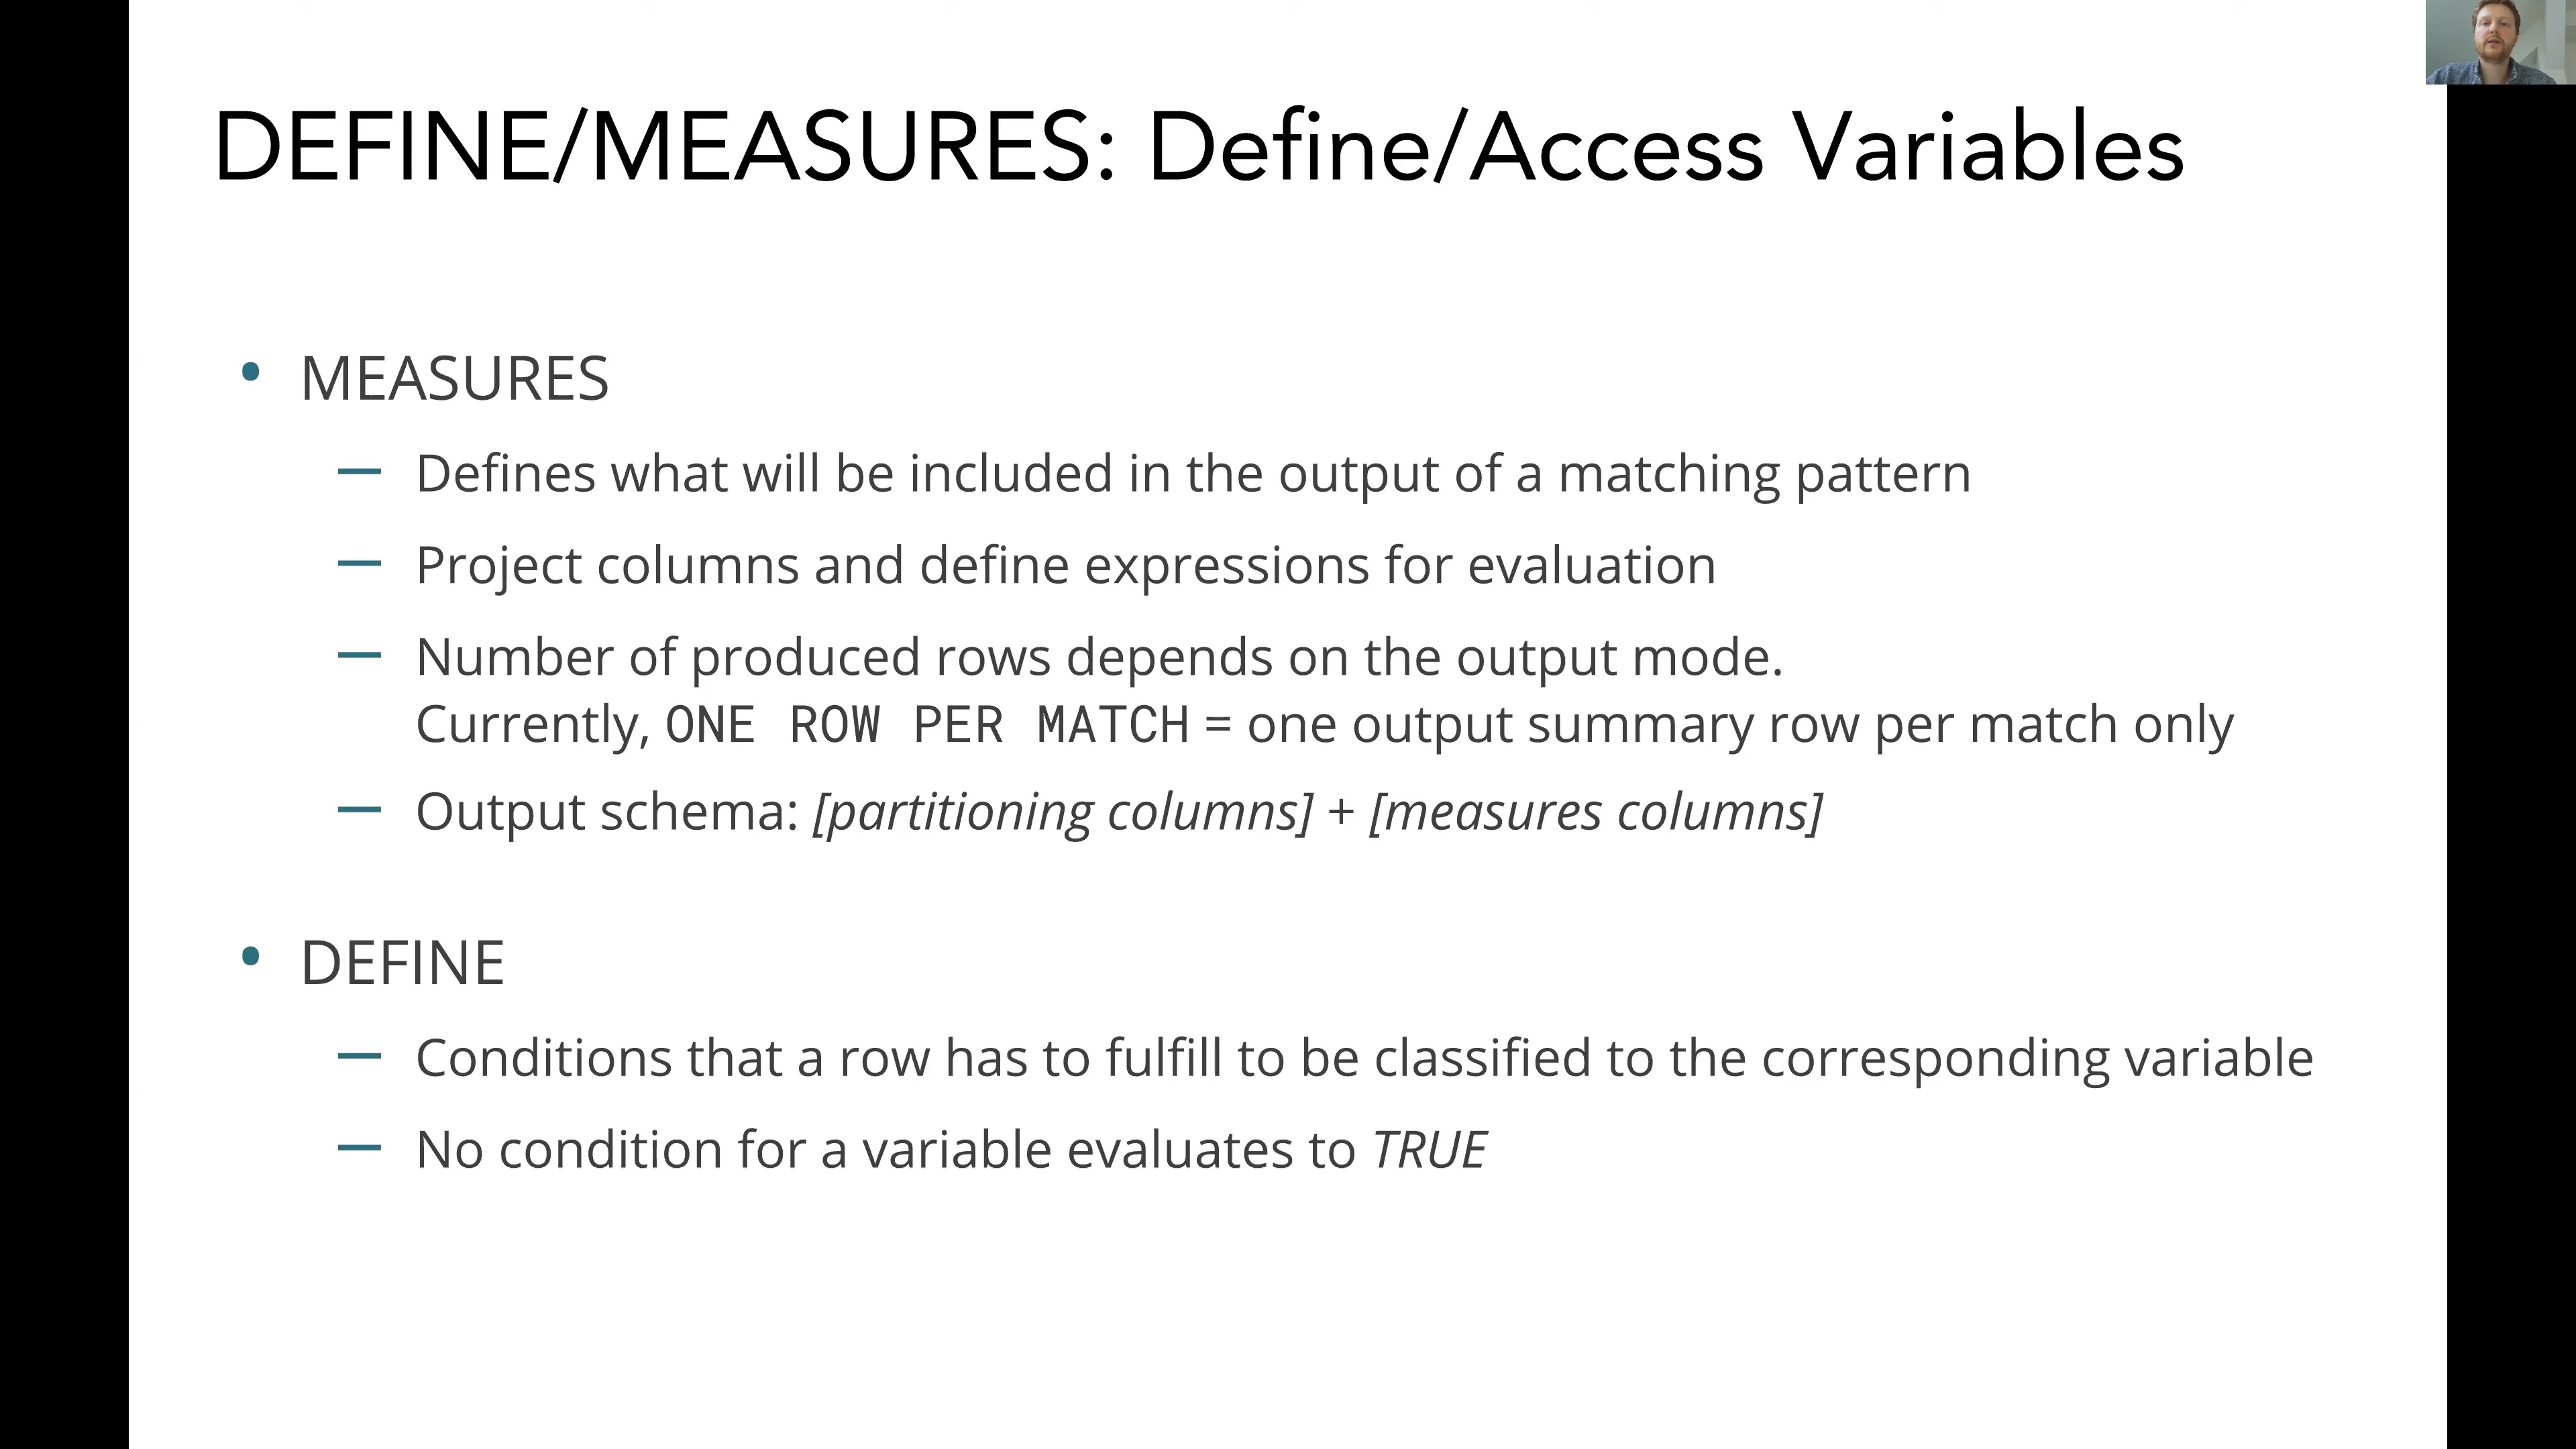 DEFINE/MEASURES: Define/Access Variables
• MEASURES
— Defines what will be included in the output of a matching pattern
— Project columns and define expressions for evaluation
— Number of produced rows depends on the output mode.
Currently, ONE ROW PER MATCH = one output summary row per match only
— Output schema: [partitioning columns] + [measures columns]
• DEFINE
— Conditions that a row has to fulfill to be classified to the corresponding variable
— No condition for a variable evaluates to TRUE